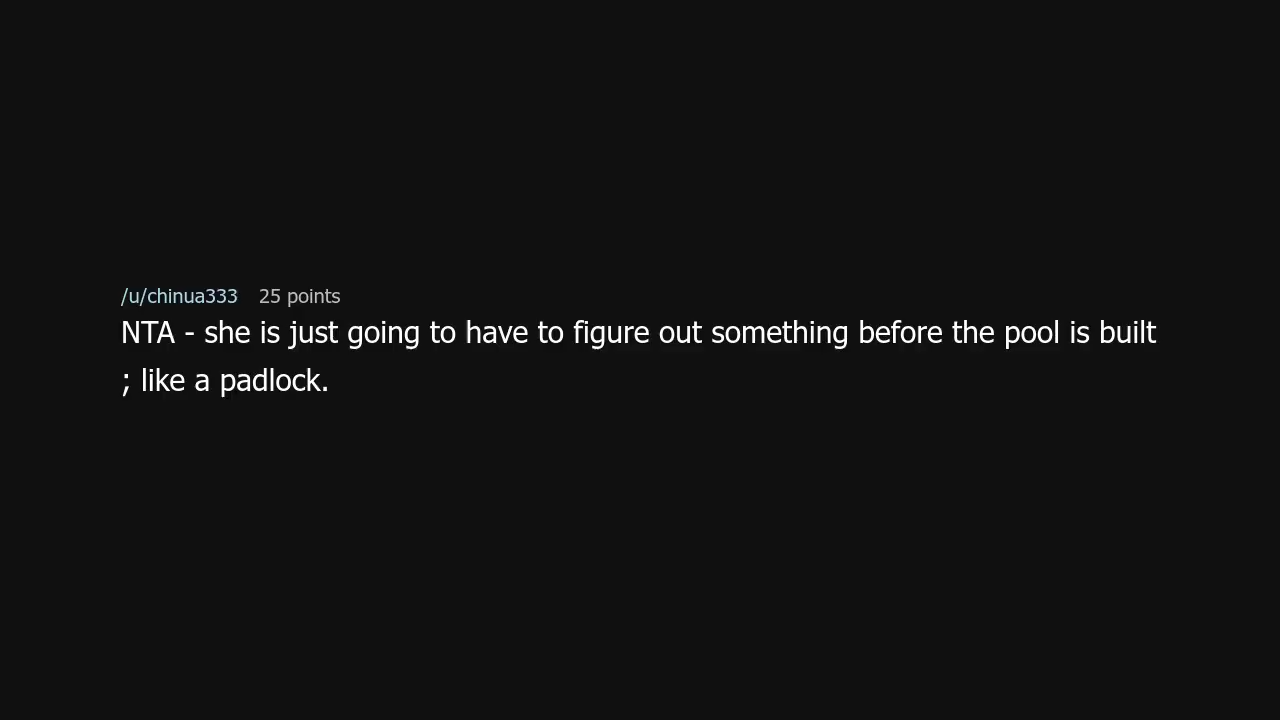 /u/chinua333 25 points
NTA - she is just going to have to figure out something before the pool is built
; like a padlock.